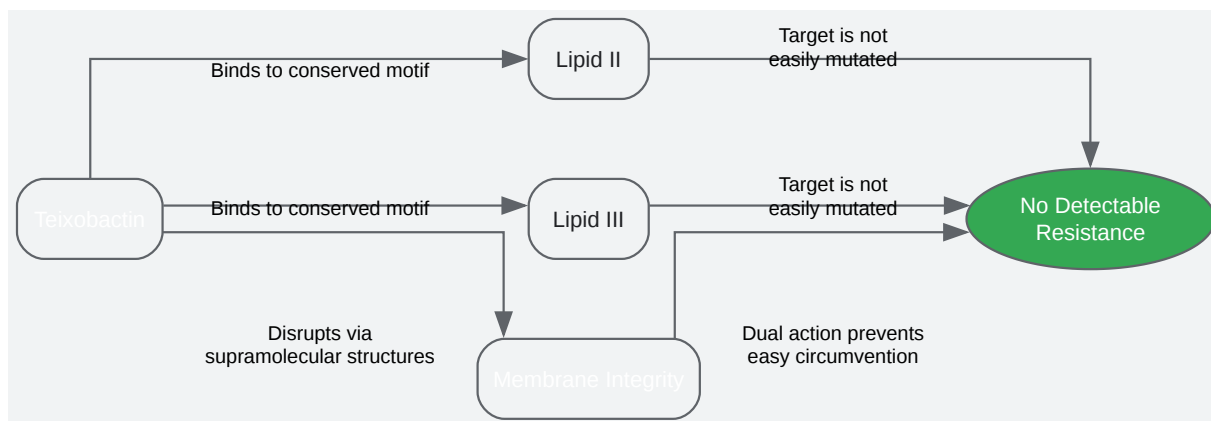 Target is not
easily mutated
Lipid II
Binds to conserved motif
Target is not
easily mutated
No Detectable
Resistance
Teixobactin
Binds to conserved motif
Lipid III
Disrupts via
supramolecular structures
Dual action prevents
easy circumvention
Membrane Integrity